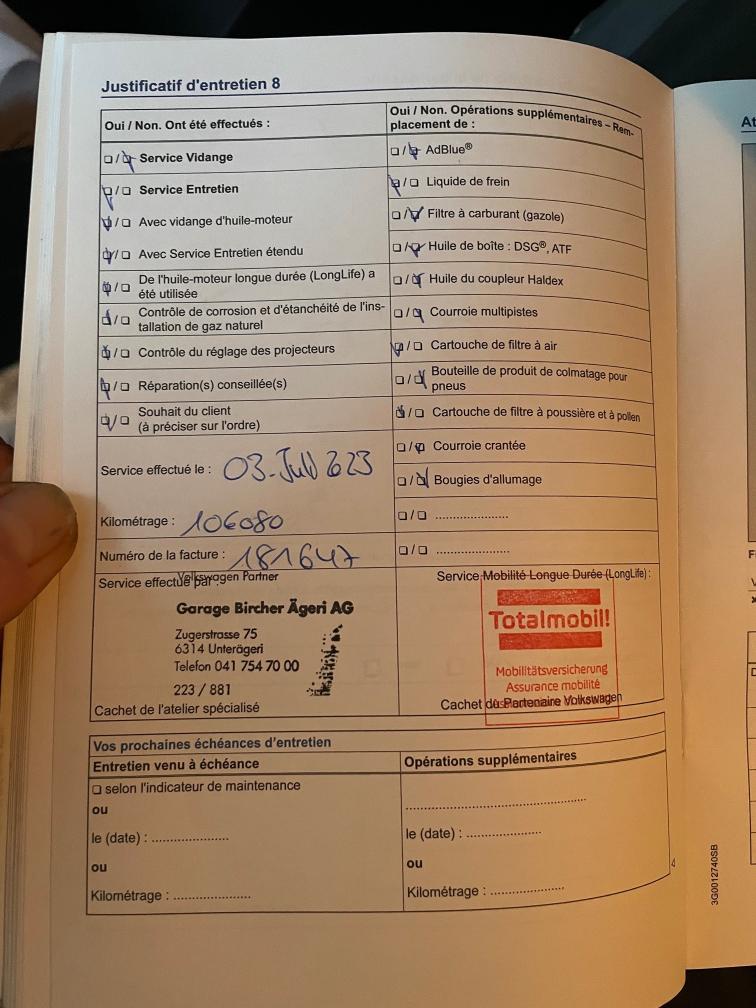 Justificatif d'entretien 8
Oui / Non. Ont été effectués :
❏/❏ Service Vidange
❏/❏ Service Entretien
❏/❏ Avec vidange d'huile-moteur
❏/❏ Avec Service Entretien étendu
❏/❏ De l'huile-moteur longue durée (LongLife) a
été utilisée
❏/❏ Contrôle de corrosion et d'étanchéité de l'ins-
tallation de gaz naturel
❏/❏ Contrôle du réglage des projecteurs
❏/❏ Réparation(s) conseillée(s)
❏/❏ Souhait du client
(à préciser sur l'ordre)
Service effectué le : 03. Juli 2023
Kilométrage : 106080
Numéro de la facture : 181647
Oui / Non. Opérations supplémentaires – Rem-
placement de :
❏/❏ AdBlue®
❏/❏ Liquide de frein
❏/❏ Filtre à carburant (gazole)
❏/❏ Huile de boîte : DSG®, ATF
❏/❏ Huile du coupleur Haldex
❏/❏ Courroie multipistes
❏/❏ Cartouche de filtre à air
❏/❏ Bouteille de produit de colmatage pour
pneus
❏/❏ Cartouche de filtre à poussière et à pollen
❏/❏ Courroie crantée
❏/❏ Bougies d'allumage
❏/❏ ....................
❏/❏ ....................
Service effectué par :
Volkswagen Partner
Garage Bircher Ägeri AG
Zugerstrasse 75
6314 Unterägeri
Telefon 041 754 70 00
223 / 881
Cachet de l'atelier spécialisé
Service Mobilité Longue Durée (LongLife) :
Totalmobil!
Mobilitätsversicherung
Assurance mobilité
Cachet du Partenaire Volkswagen
Vos prochaines échéances d'entretien
Entretien venu à échéance
❏ selon l'indicateur de maintenance
ou
le (date) : ....................
ou
Kilométrage : ....................
Opérations supplémentaires
..................................................
le (date) : ....................
ou
Kilométrage : ....................
3G0012740SB
At